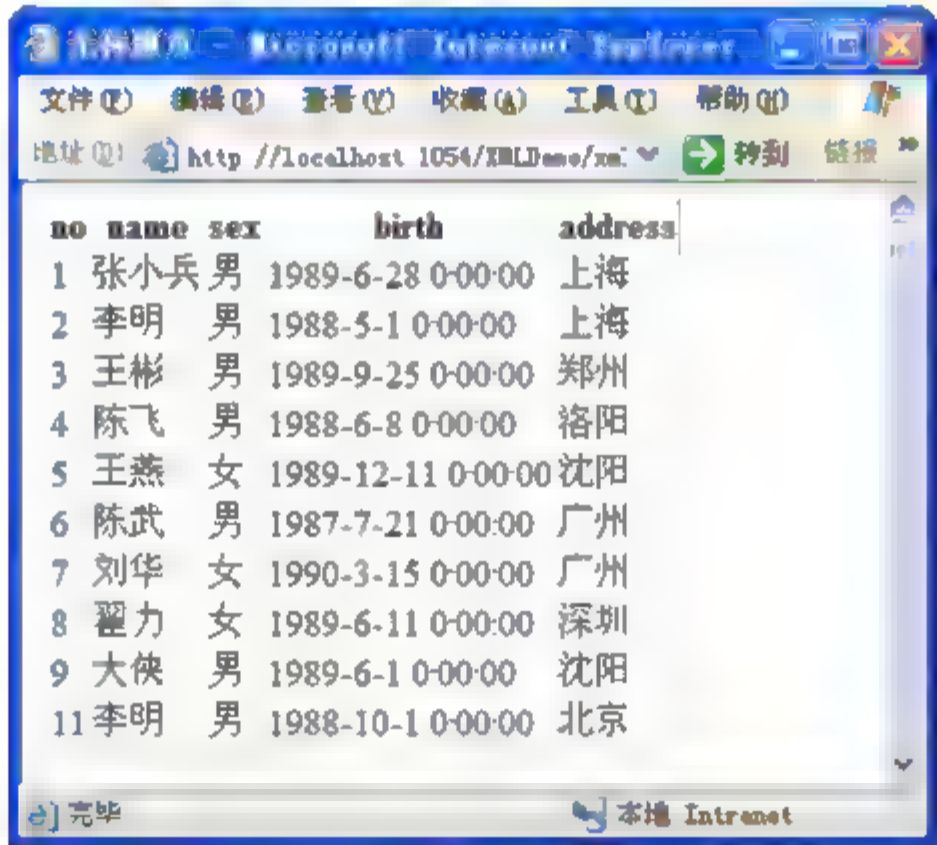 - Microsoft Internet Explorer
文件(F) 编辑(E) 查看(V) 收藏(A) 工具(T) 帮助(H)
地址(D) http //localhost 1054/XMLDemo/xm 转到 链接 »
no name sex birth address
1 张小兵 男 1989-6-28 0:00:00 上海
2 李明 男 1988-5-1 0:00:00 上海
3 王彬 男 1989-9-25 0:00:00 郑州
4 陈飞 男 1988-6-8 0:00:00 洛阳
5 王燕 女 1989-12-11 0:00:00 沈阳
6 陈武 男 1987-7-21 0:00:00 广州
7 刘华 女 1990-3-15 0:00:00 广州
8 翟力 女 1989-6-11 0:00:00 深圳
9 大侠 男 1989-6-1 0:00:00 沈阳
11 李明 男 1988-10-1 0:00:00 北京
完毕 本地 Intranet